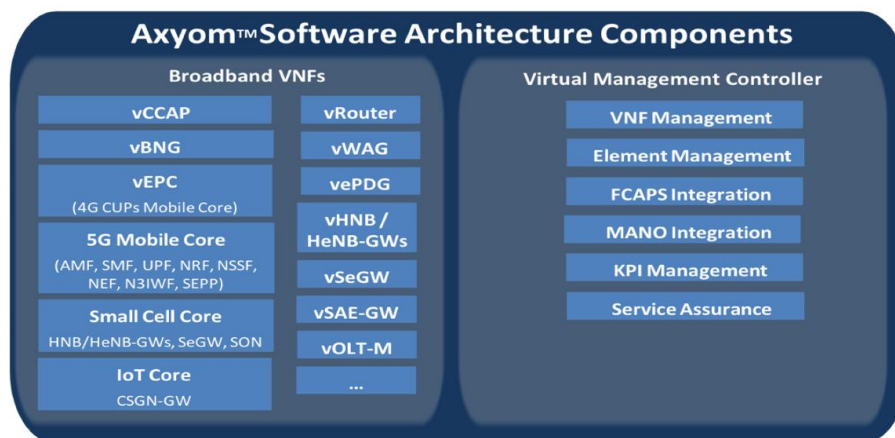 Axyom™Software Architecture Components
Broadband VNFs
vCCAP
vBNG
vEPC
(4G CUPs Mobile Core)
5G Mobile Core
(AMF, SMF, UPF, NRF, NSSF,
NEF, N3IWF, SEPP)
Small Cell Core
HNB/HeNB-GWs, SeGW, SON
IoT Core
CSGN-GW
vRouter
vWAG
vePDG
vHNB /
HeNB-GWs
vSeGW
vSAE-GW
vOLT-M
...
Virtual Management Controller
VNF Management
Element Management
FCAPS Integration
MANO Integration
KPI Management
Service Assurance